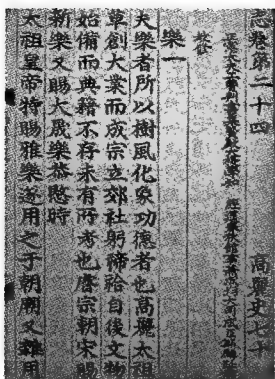 志卷第二十四 高麗史七十
教修
樂一
夫樂者所以樹風化象功德者也高麗太祖
草創大業而成宗立郊社躬禘祫自後文物
始備而典籍不存未有所考也睿宗朝宋賜
新樂又賜大晟樂恭愍時
太祖皇帝特賜雅樂遂用之于朝廟又雜用